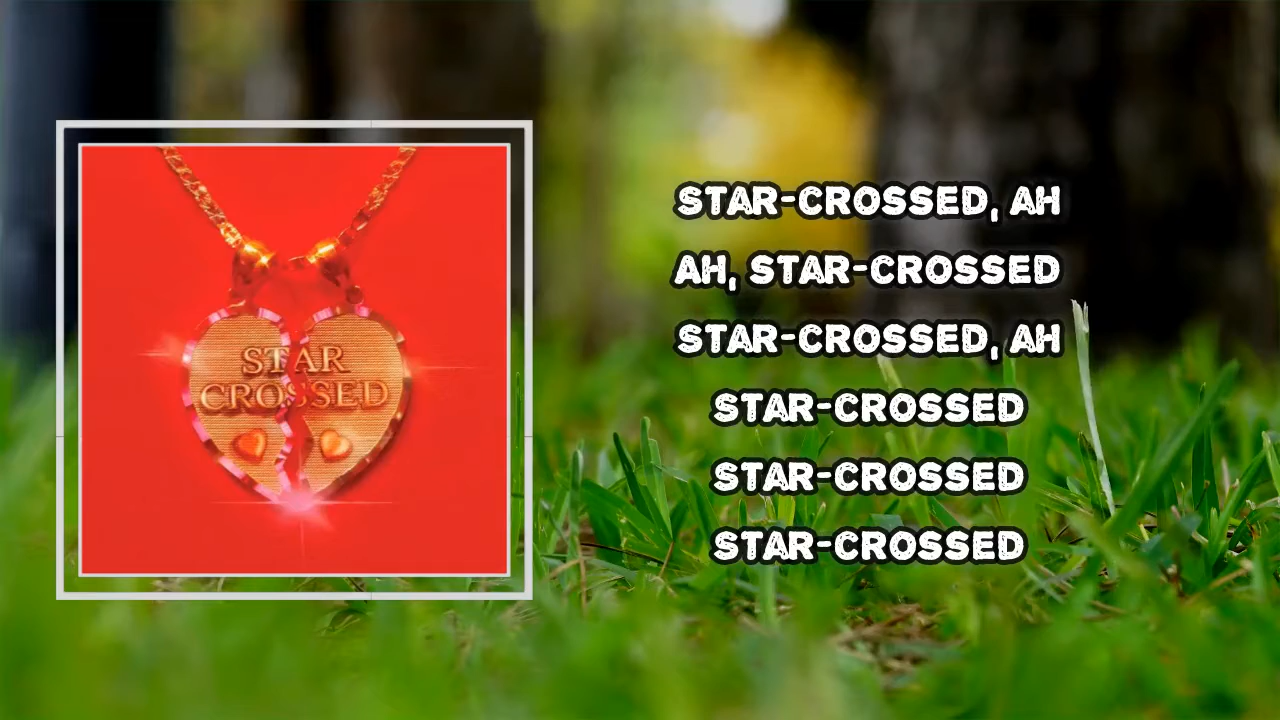 STAR
CROSSED
STAR-CROSSED, AH
AH, STAR-CROSSED
STAR-CROSSED, AH
STAR-CROSSED
STAR-CROSSED
STAR-CROSSED